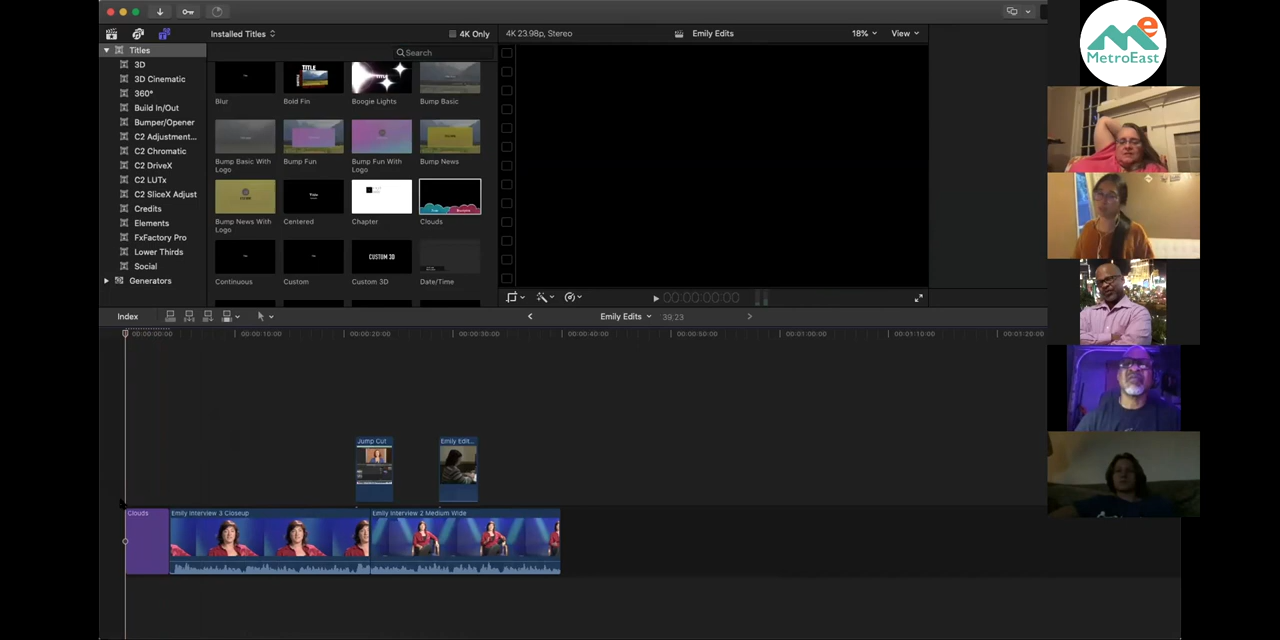 Installed Titles
4K Only
4K 23.98p, Stereo
Emily Edits
18%
View
Search
Titles
3D
3D Cinematic
360°
Build In/Out
Bumper/Opener
C2 Adjustment...
C2 Chromatic
C2 DriveX
C2 LUTx
C2 SliceX Adjust
Credits
Elements
FxFactory Pro
Lower Thirds
Social
Generators
Blur
Bold Fin
Boogie Lights
Bump Basic
Bump Basic With Logo
Bump Fun
Bump Fun With Logo
Bump News
Bump News With Logo
Centered
Chapter
Clouds
CUSTOM 3D
Continuous
Custom
Custom 3D
Date/Time
00:00:00:00
Index
Emily Edits
39:23
00:00:00:00
00:00:10:00
00:00:20:00
00:00:30:00
00:00:40:00
00:00:50:00
00:01:00:00
00:01:10:00
00:01:20:00
Jump Cut
Emily Edit...
Clouds
Emily Interview 3 Closeup
Emily Interview 2 Medium Wide
e
MetroEast